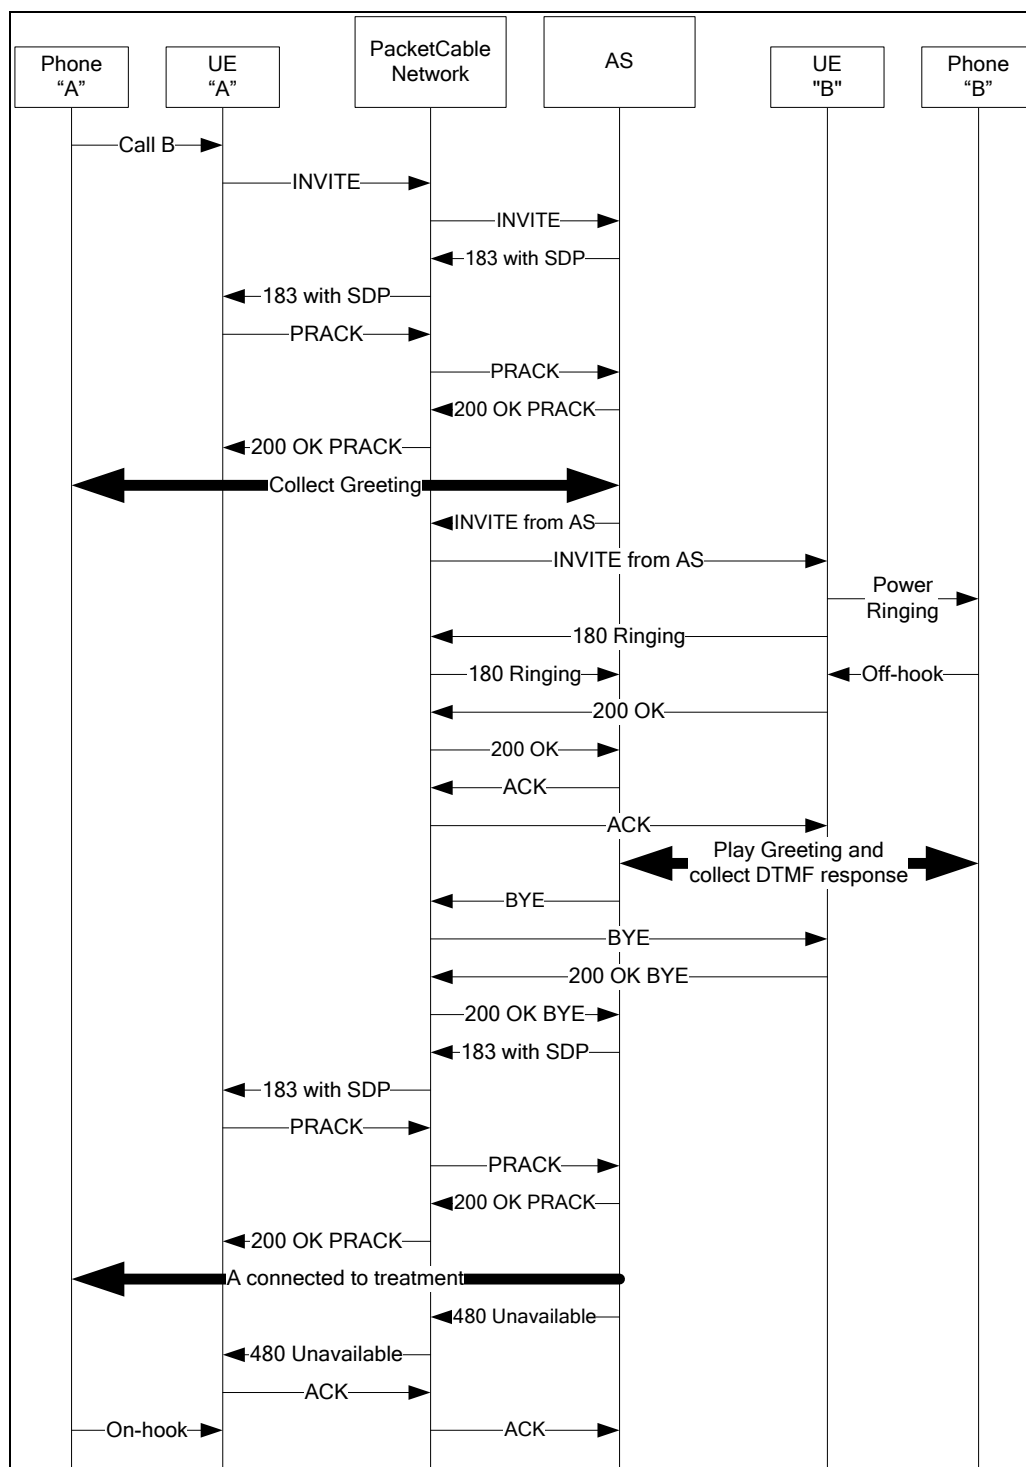 Phone
“A”
UE
“A”
PacketCable
Network
AS
UE
"B"
Phone
“B”
Call B
INVITE
INVITE
183 with SDP
183 with SDP
PRACK
PRACK
200 OK PRACK
200 OK PRACK
Collect Greeting
INVITE from AS
INVITE from AS
Power
Ringing
180 Ringing
180 Ringing
Off-hook
200 OK
200 OK
ACK
ACK
Play Greeting and
collect DTMF response
BYE
BYE
200 OK BYE
200 OK BYE
183 with SDP
183 with SDP
PRACK
PRACK
200 OK PRACK
200 OK PRACK
A connected to treatment
480 Unavailable
480 Unavailable
ACK
On-hook
ACK